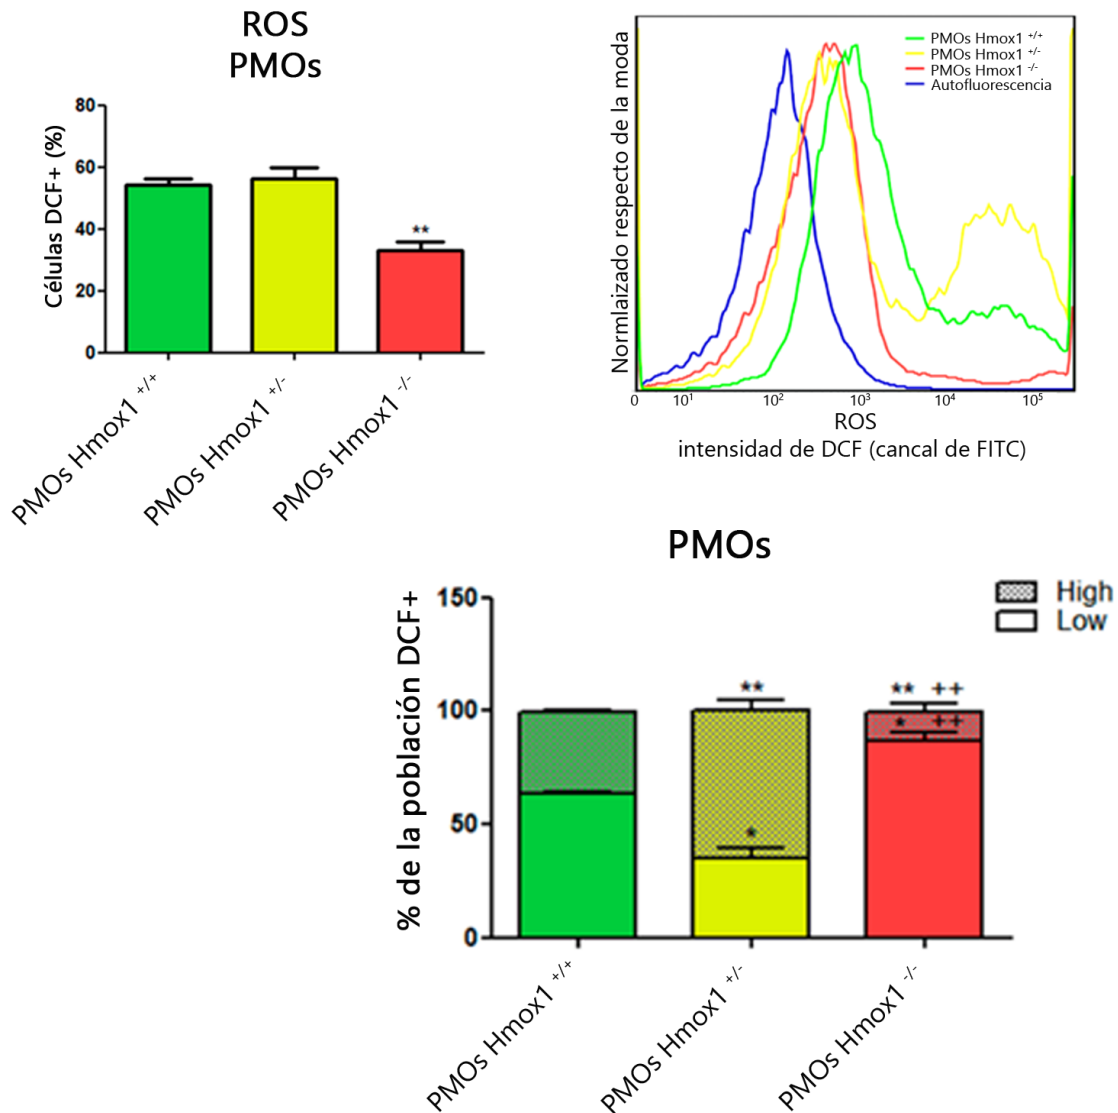 ROS
PMOs
Células DCF+ (%)
80
60
40
20
0
**
PMOs Hmox1 +/+
PMOs Hmox1 +/-
PMOs Hmox1 -/-
Normlaizado respecto de la moda
PMOs Hmox1 +/+
PMOs Hmox1 +/-
PMOs Hmox1 -/-
Autofluorescencia
0 10¹ 10² 10³ 10⁴ 10⁵
ROS
intensidad de DCF (cancal de FITC)
PMOs
% de la población DCF+
150
100
50
0
High
Low
**
*
** ++
* ++
PMOs Hmox1 +/+
PMOs Hmox1 +/-
PMOs Hmox1 -/-